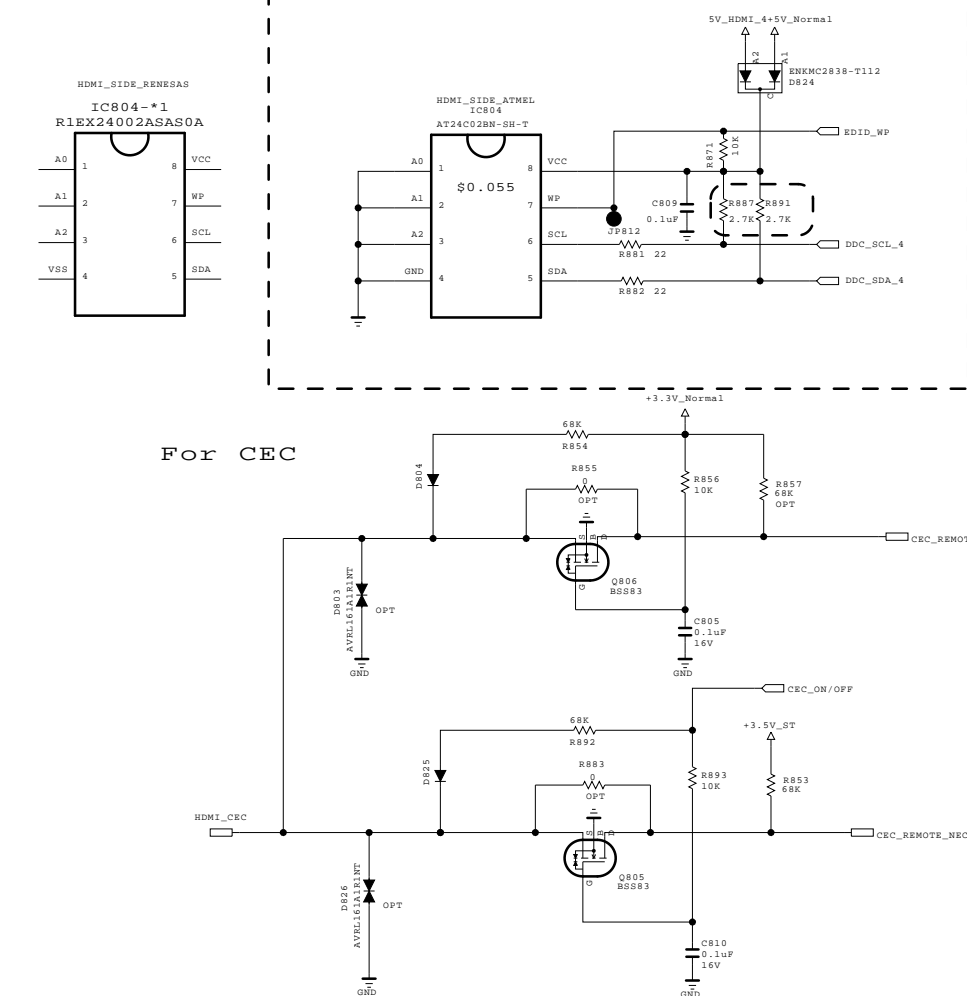 5V_HDMI_4 +5V_Normal
A2
A1
ENKMC2838-T112
D824
C
HDMI_SIDE_RENESAS
IC804-*1
R1EX24002ASAS0A
A0
1
8
VCC
A1
2
7
WP
A2
3
6
SCL
VSS
4
5
SDA
HDMI_SIDE_ATMEL
IC804
AT24C02BN-SH-T
$0.055
A0
1
8
VCC
A1
2
7
WP
A2
3
6
SCL
GND
4
5
SDA
R871
10K
EDID_WP
C809
0.1uF
R887
2.7K
R891
2.7K
JP812
R881 22
DDC_SCL_4
R882 22
DDC_SDA_4
For CEC
+3.3V_Normal
68K
R854
D804
R855
0
OPT
R856
10K
R857
68K
OPT
S
B
D
G
CEC_REMOT
Q806
BSS83
D803
AVRL161A1R1NT
OPT
GND
C805
0.1uF
16V
GND
CEC_ON/OFF
68K
R892
+3.5V_ST
D825
R883
0
OPT
R893
10K
R853
68K
HDMI_CEC
S
B
D
G
CEC_REMOTE_NEC
Q805
BSS83
D826
AVRL161A1R1NT
OPT
GND
C810
0.1uF
16V
GND